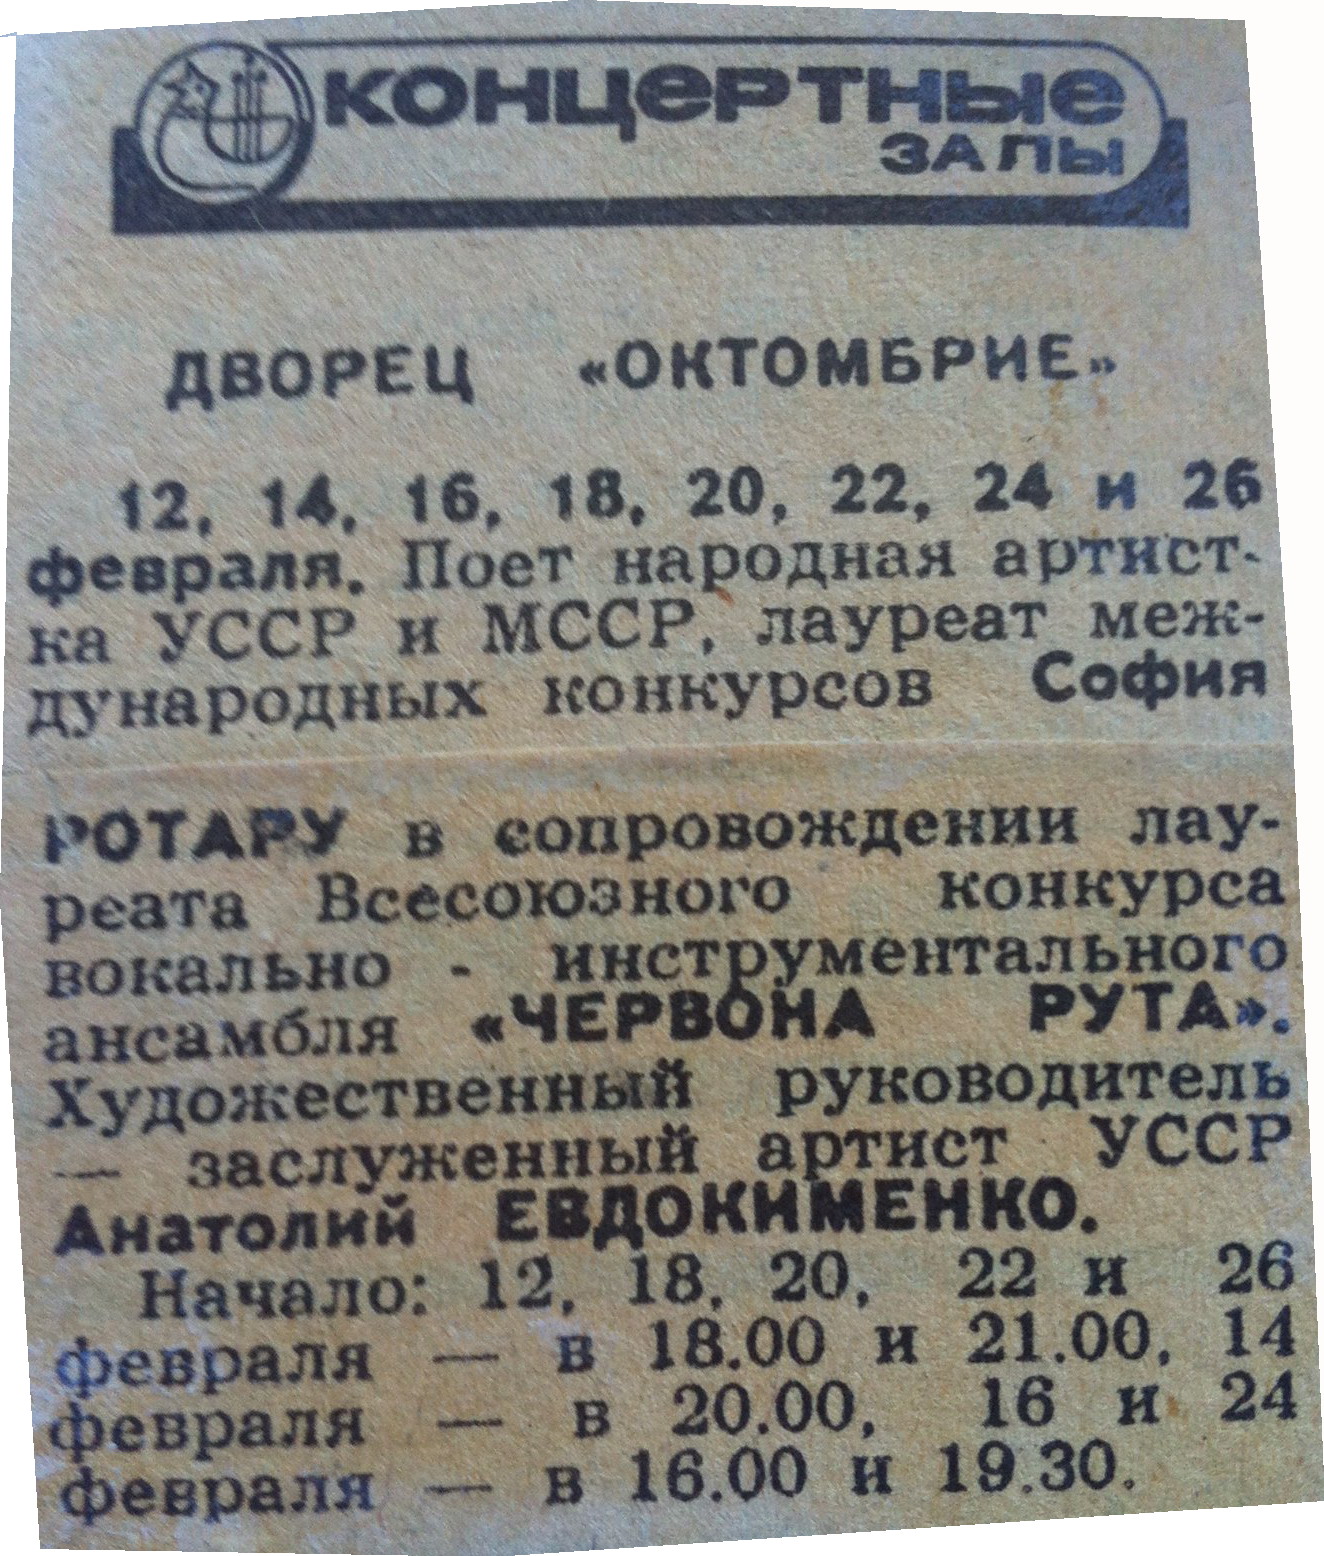 КОНЦЕРТНЫЕ
ЗАЛЫ
ДВОРЕЦ «ОКТОМБРИЕ»
12, 14, 16, 18, 20, 22, 24 и 26
февраля. Поет народная артист-
ка УССР и МССР, лауреат меж-
дународных конкурсов София
РОТАРУ в сопровождении лау-
реата Всесоюзного конкурса
вокально - инструментального
ансамбля «ЧЕРВОНА РУТА».
Художественный руководитель
— заслуженный артист УССР
Анатолий ЕВДОКИМЕНКО.
Начало: 12, 18, 20, 22 и 26
февраля — в 18.00 и 21.00, 14
февраля — в 20.00, 16 и 24
февраля — в 16.00 и 19.30.